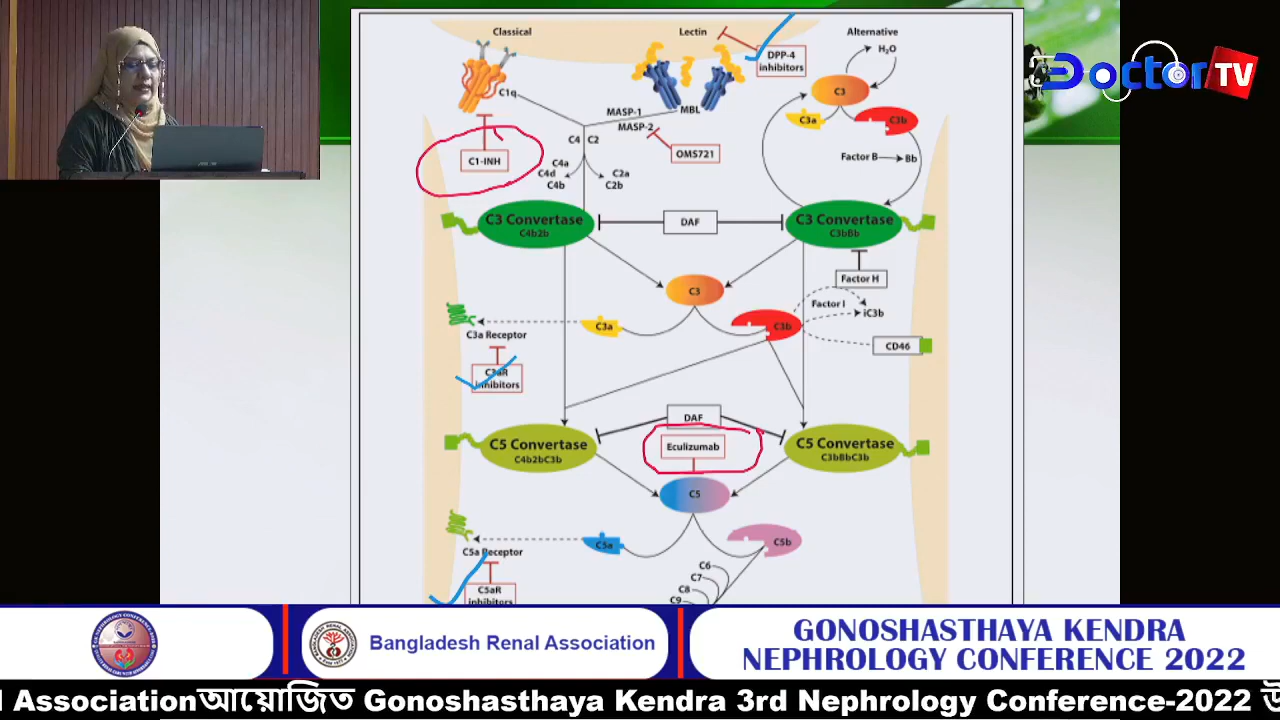 Classical
Lectin
Alternative
DPP-4
inhibitors
H₂O
C1q
C3
MASP-1
MBL
C3a
C3b
MASP-2
C4 C2
C1-INH
OMS721
Factor B
Bb
C4a
C4d
C4b
C2a
C2b
C3 Convertase
C4b2b
DAF
C3 Convertase
C3bBb
Factor H
C3
Factor I
iC3b
C3a
C3b
C3a Receptor
CD46
C3aR
inhibitors
DAF
C5 Convertase
C4b2bC3b
Eculizumab
C5 Convertase
C3bBbC3b
C5
C5a
C5b
C5a Receptor
C6
C7
C8
C9
C5aR
inhibitors
Doctor TV
Bangladesh Renal Association
GONOSHASTHAYA KENDRA
NEPHROLOGY CONFERENCE 2022
Associationআয়োজিত Gonoshasthaya Kendra 3rd Nephrology Conference-2022